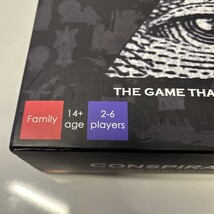 THE GAME THA
Family
14+
age
2-6
players
CONSPIRA